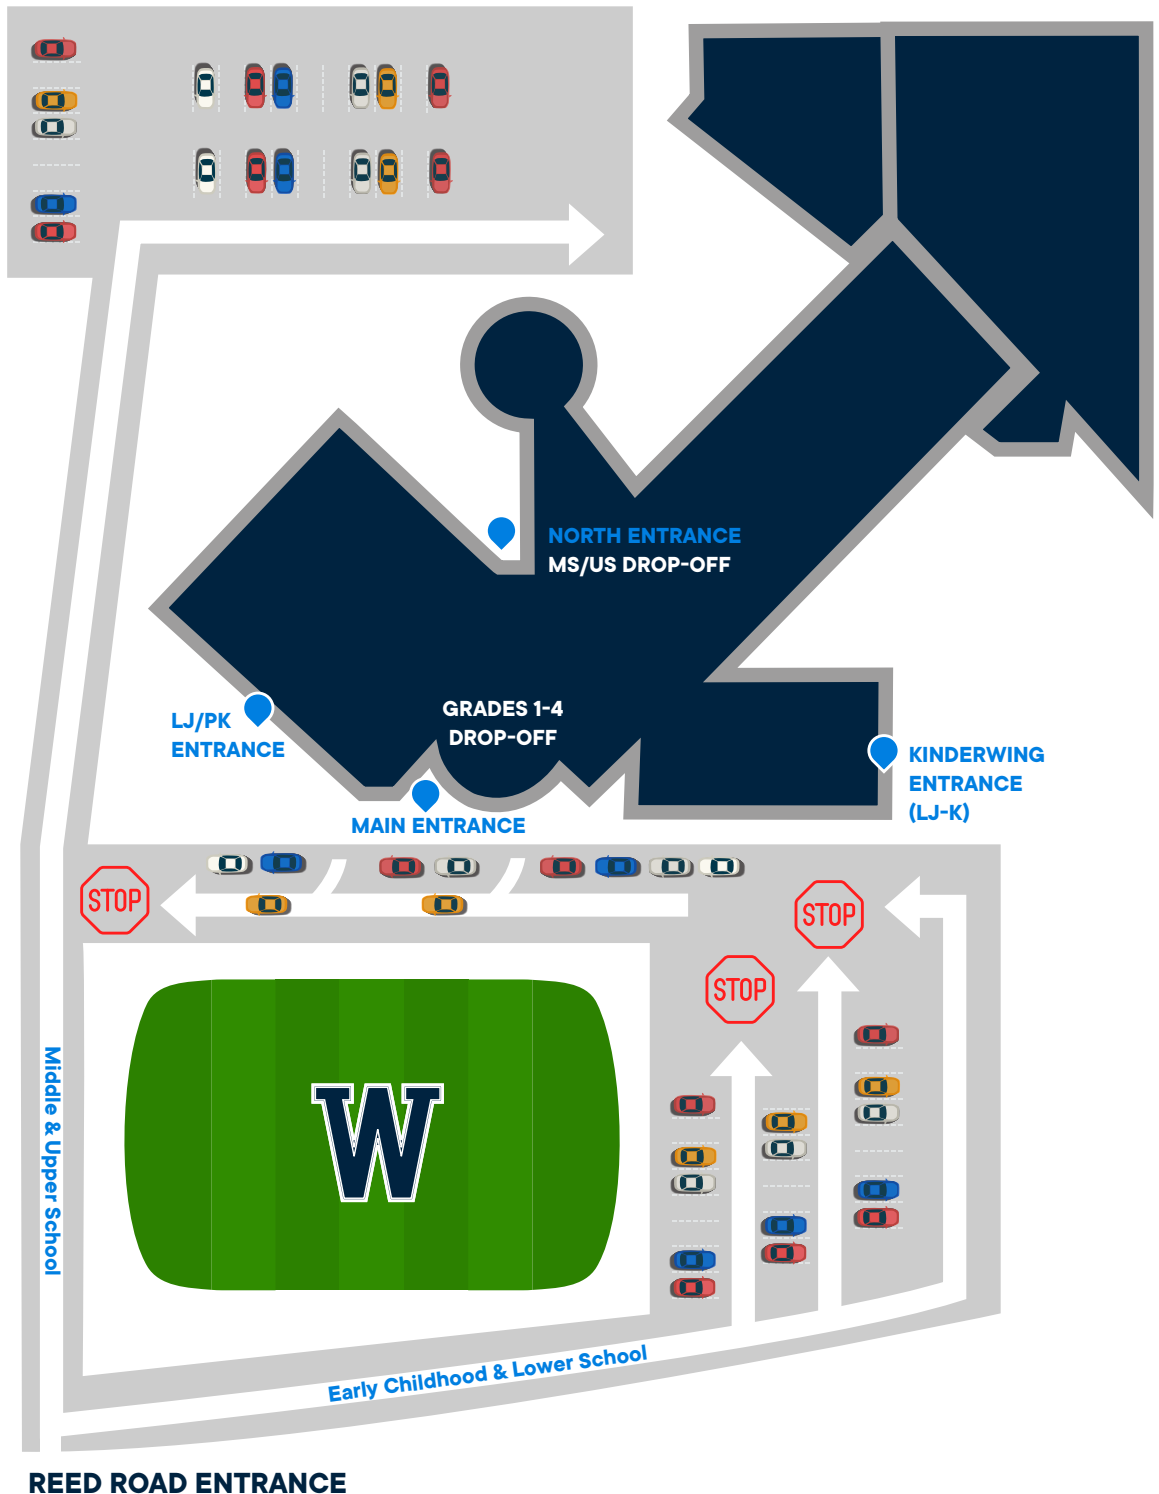 NORTH ENTRANCE
MS/US DROP-OFF
LJ/PK
ENTRANCE
GRADES 1-4
DROP-OFF
MAIN ENTRANCE
KINDERWING
ENTRANCE
(LJ-K)
STOP
STOP
STOP
W
Middle & Upper School
Early Childhood & Lower School
REED ROAD ENTRANCE